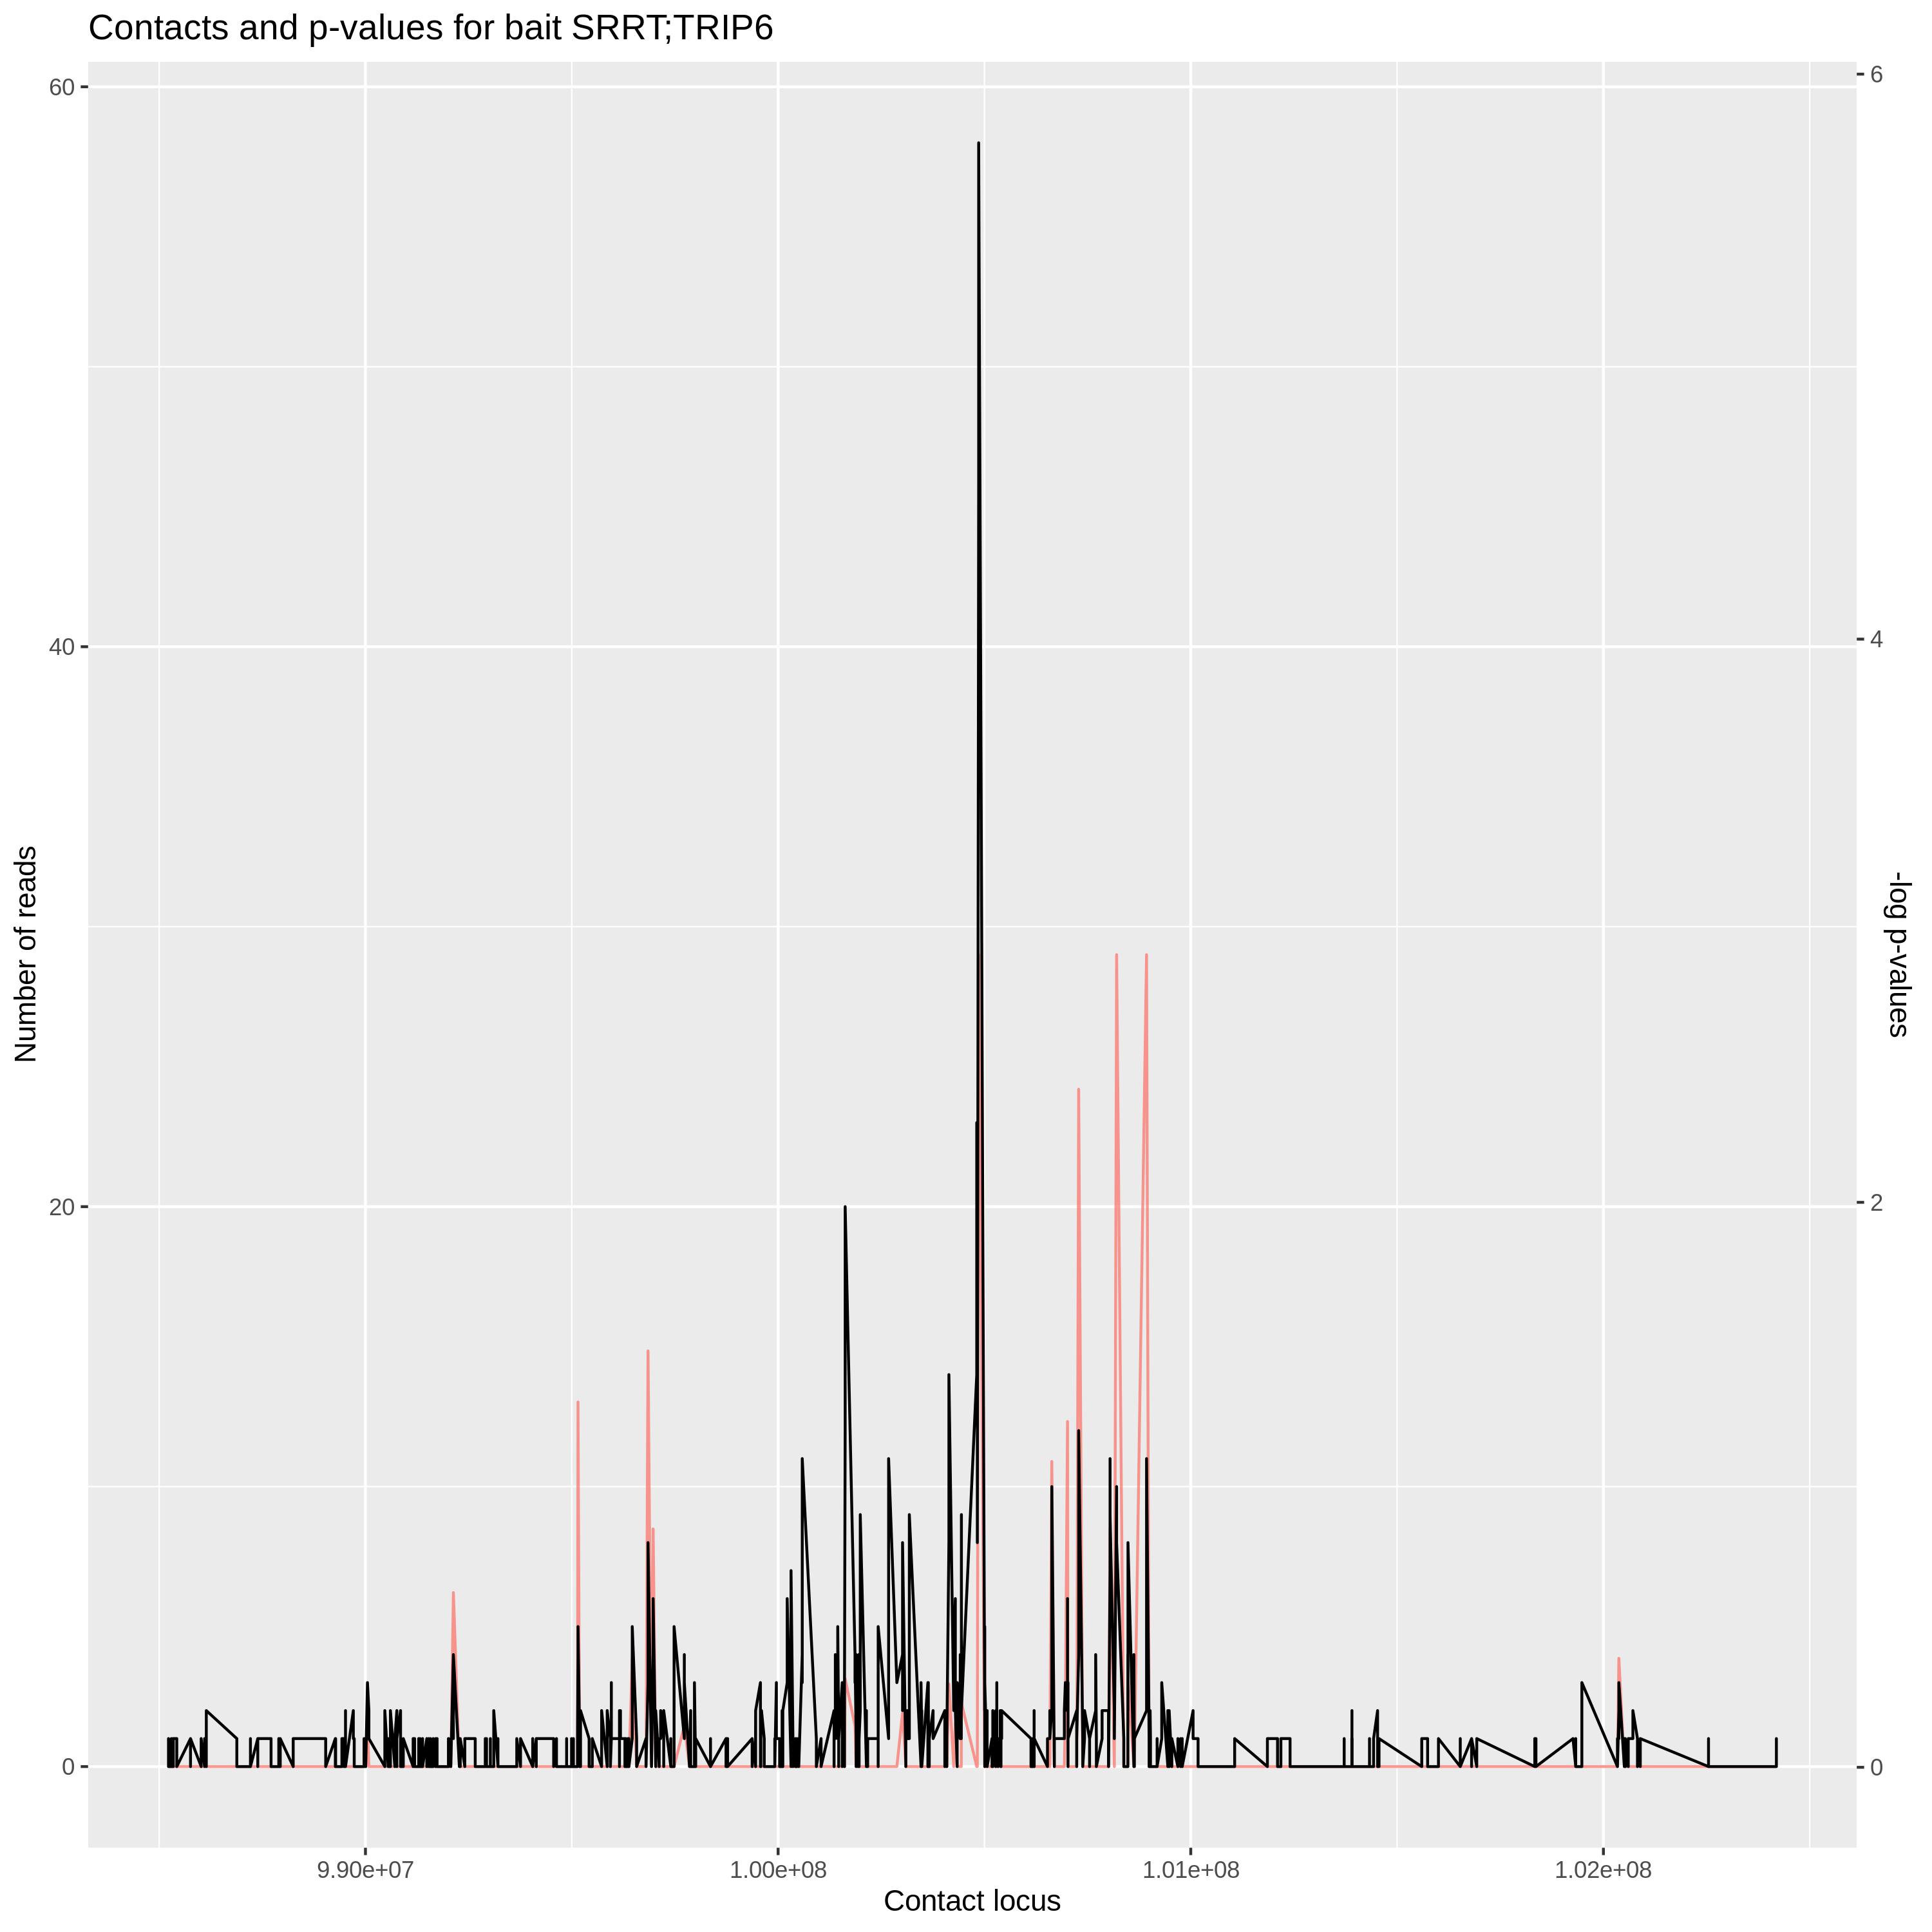 Contacts and p-values for bait SRRT;TRIP6
60
40
20
0
6
4
2
0
Number of reads
-log p-values
9.90e+07 1.00e+08 1.01e+08 1.02e+08
Contact locus